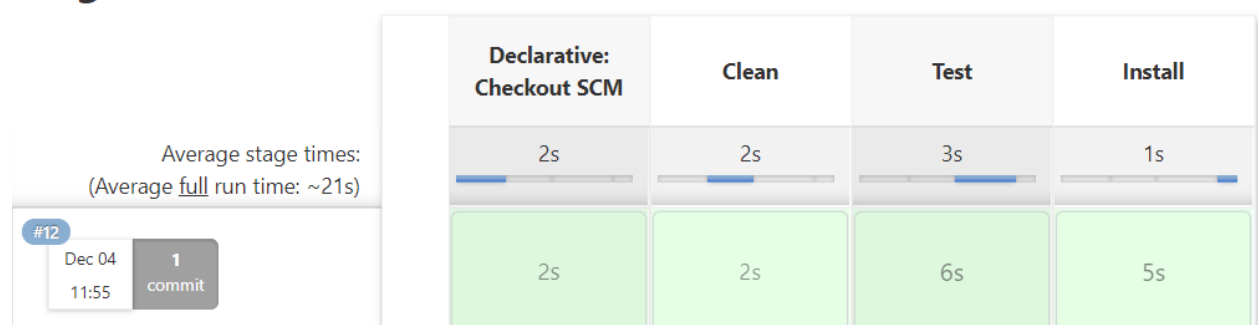 Declarative:
Checkout SCM
Clean
Test
Install
Average stage times:
(Average full run time: ~21s)
2s
2s
3s
1s
#12
Dec 04
11:55
1
commit
2s
2s
6s
5s